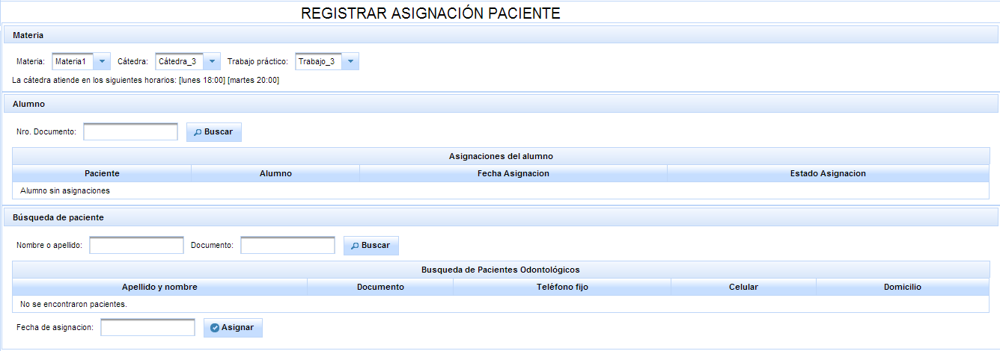 REGISTRAR ASIGNACIÓN PACIENTE
Materia
Materia: Materia1 Cátedra: Cátedra_3 Trabajo práctico: Trabajo_3
La cátedra atiende en los siguientes horarios: [lunes 18:00] [martes 20:00]
Alumno
Nro. Documento: Buscar
Asignaciones del alumno
Paciente Alumno Fecha Asignacion Estado Asignacion
Alumno sin asignaciones
Búsqueda de paciente
Nombre o apellido: Documento: Buscar
Busqueda de Pacientes Odontológicos
Apellido y nombre Documento Teléfono fijo Celular Domicilio
No se encontraron pacientes.
Fecha de asignacion: Asignar